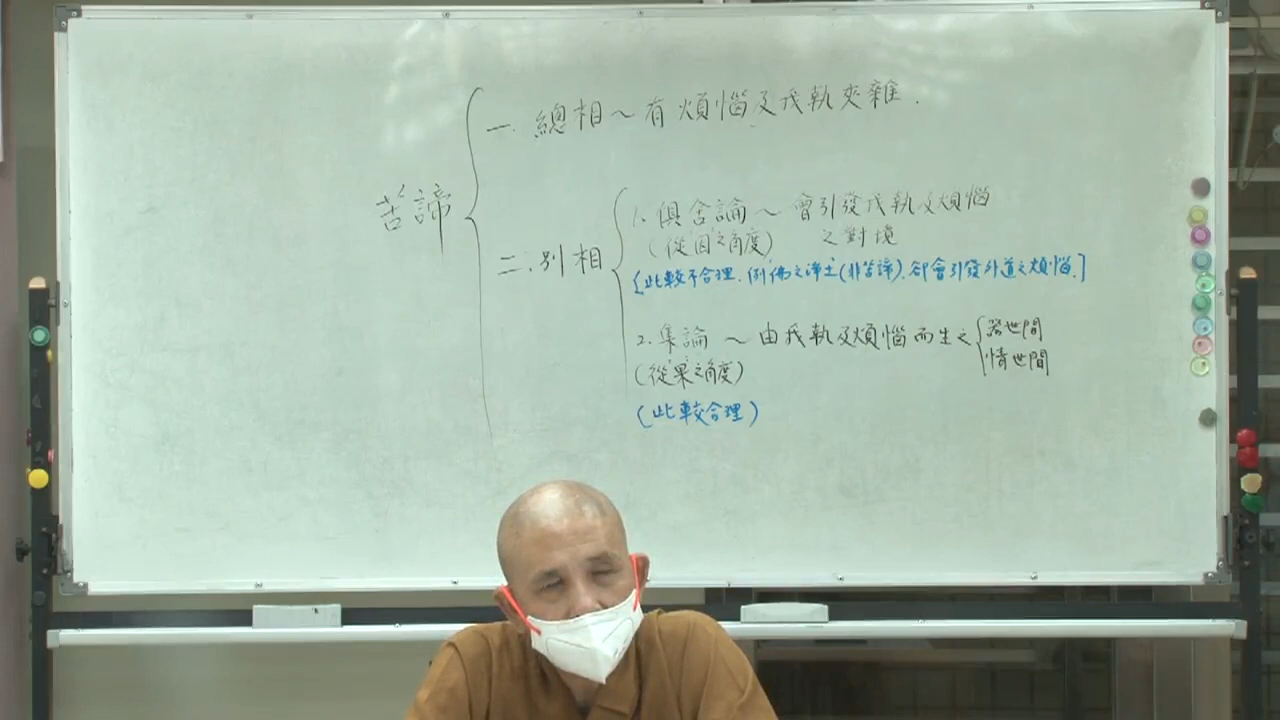 苦諦
一. 總相～有煩惱及我執夾雜.
二. 別相
1. 俱舍論～會引發我執及煩惱
(從因之角度) 之對境
[此較不合理. 例佛之淨土(非苦諦). 卻會引發外道之煩惱.]
2. 集論～由我執及煩惱而生之
器世間
情世間
(從果之角度)
(此較合理)